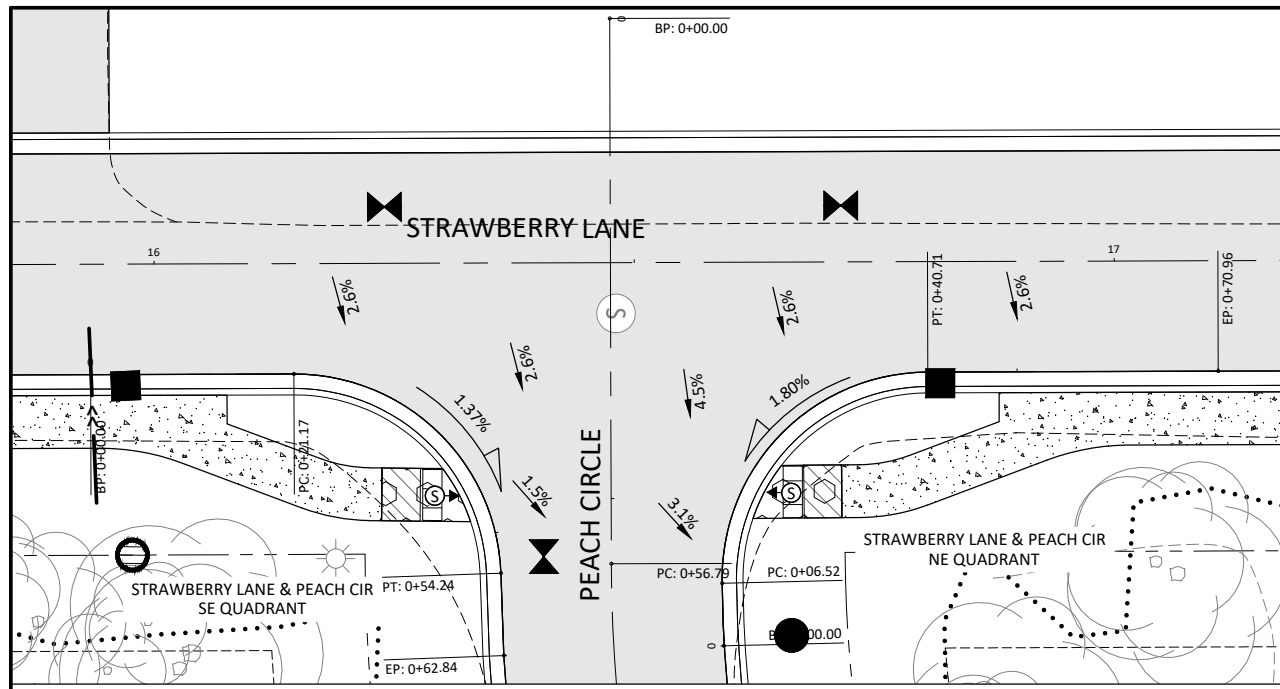 0
BP: 0+00.00
STRAWBERRY LANE
16
17
2.6%
2.6%
2.6%
PT: 0+40.71
EP: 0+70.96
S
2.6%
4.5%
1.37%
1.80%
BP: 0+00.00
PC: 0+21.17
S
S
1.5%
3.1%
PEACH CIRCLE
STRAWBERRY LANE & PEACH CIR
NE QUADRANT
PC: 0+56.79
PC: 0+06.52
STRAWBERRY LANE & PEACH CIR
SE QUADRANT
PT: 0+54.24
00.00
0
EP: 0+62.84